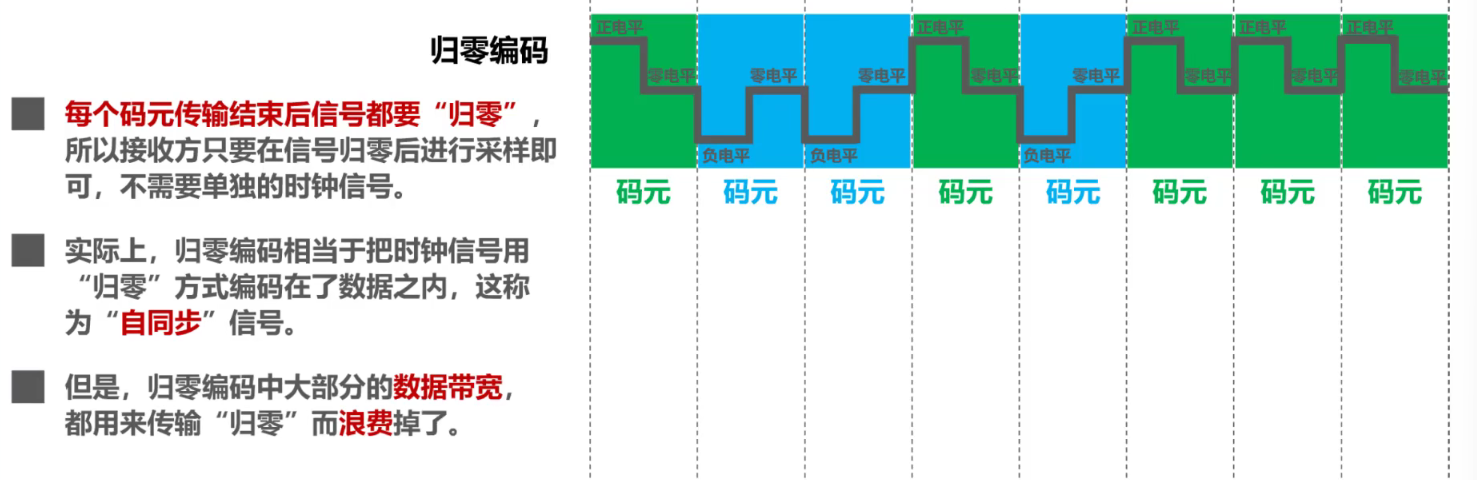 归零编码
每个码元传输结束后信号都要“归零”，
所以接收方只要在信号归零后进行采样即
可，不需要单独的时钟信号。
实际上，归零编码相当于把时钟信号用
“归零”方式编码在了数据之内，这称
为“自同步”信号。
但是，归零编码中大部分的数据带宽，
都用来传输“归零”而浪费掉了。
正电平 正电平 正电平 正电平 正电平
零电平 零电平 零电平 零电平 零电平 零电平 零电平 零电平
负电平 负电平 负电平
码元 码元 码元 码元 码元 码元 码元 码元